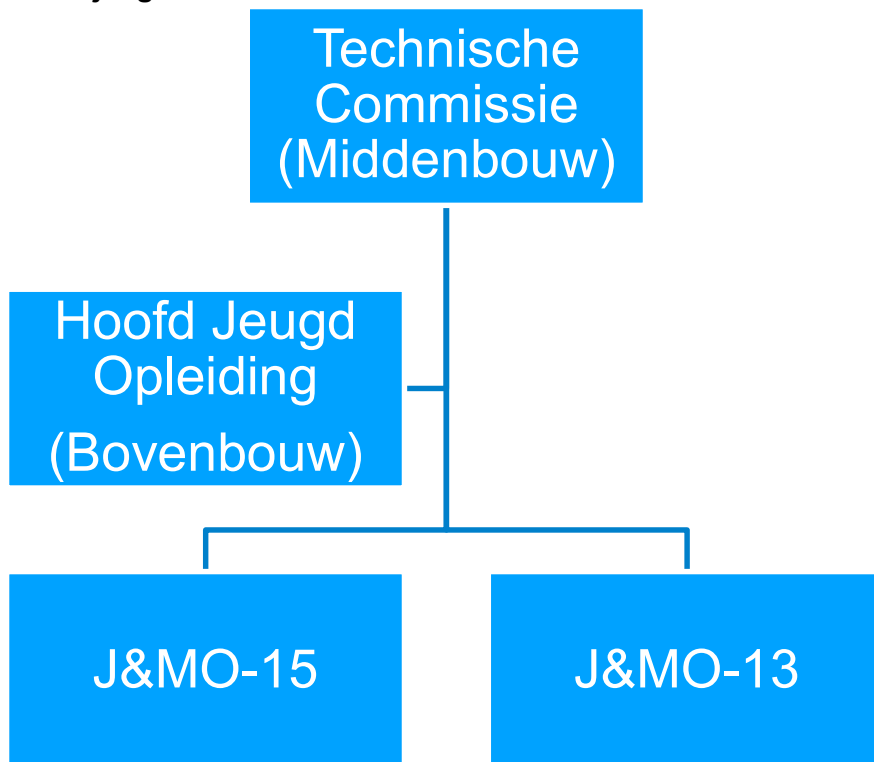 Technische
Commissie
(Middenbouw)
Hoofd Jeugd
Opleiding
(Bovenbouw)
J&MO-15
J&MO-13